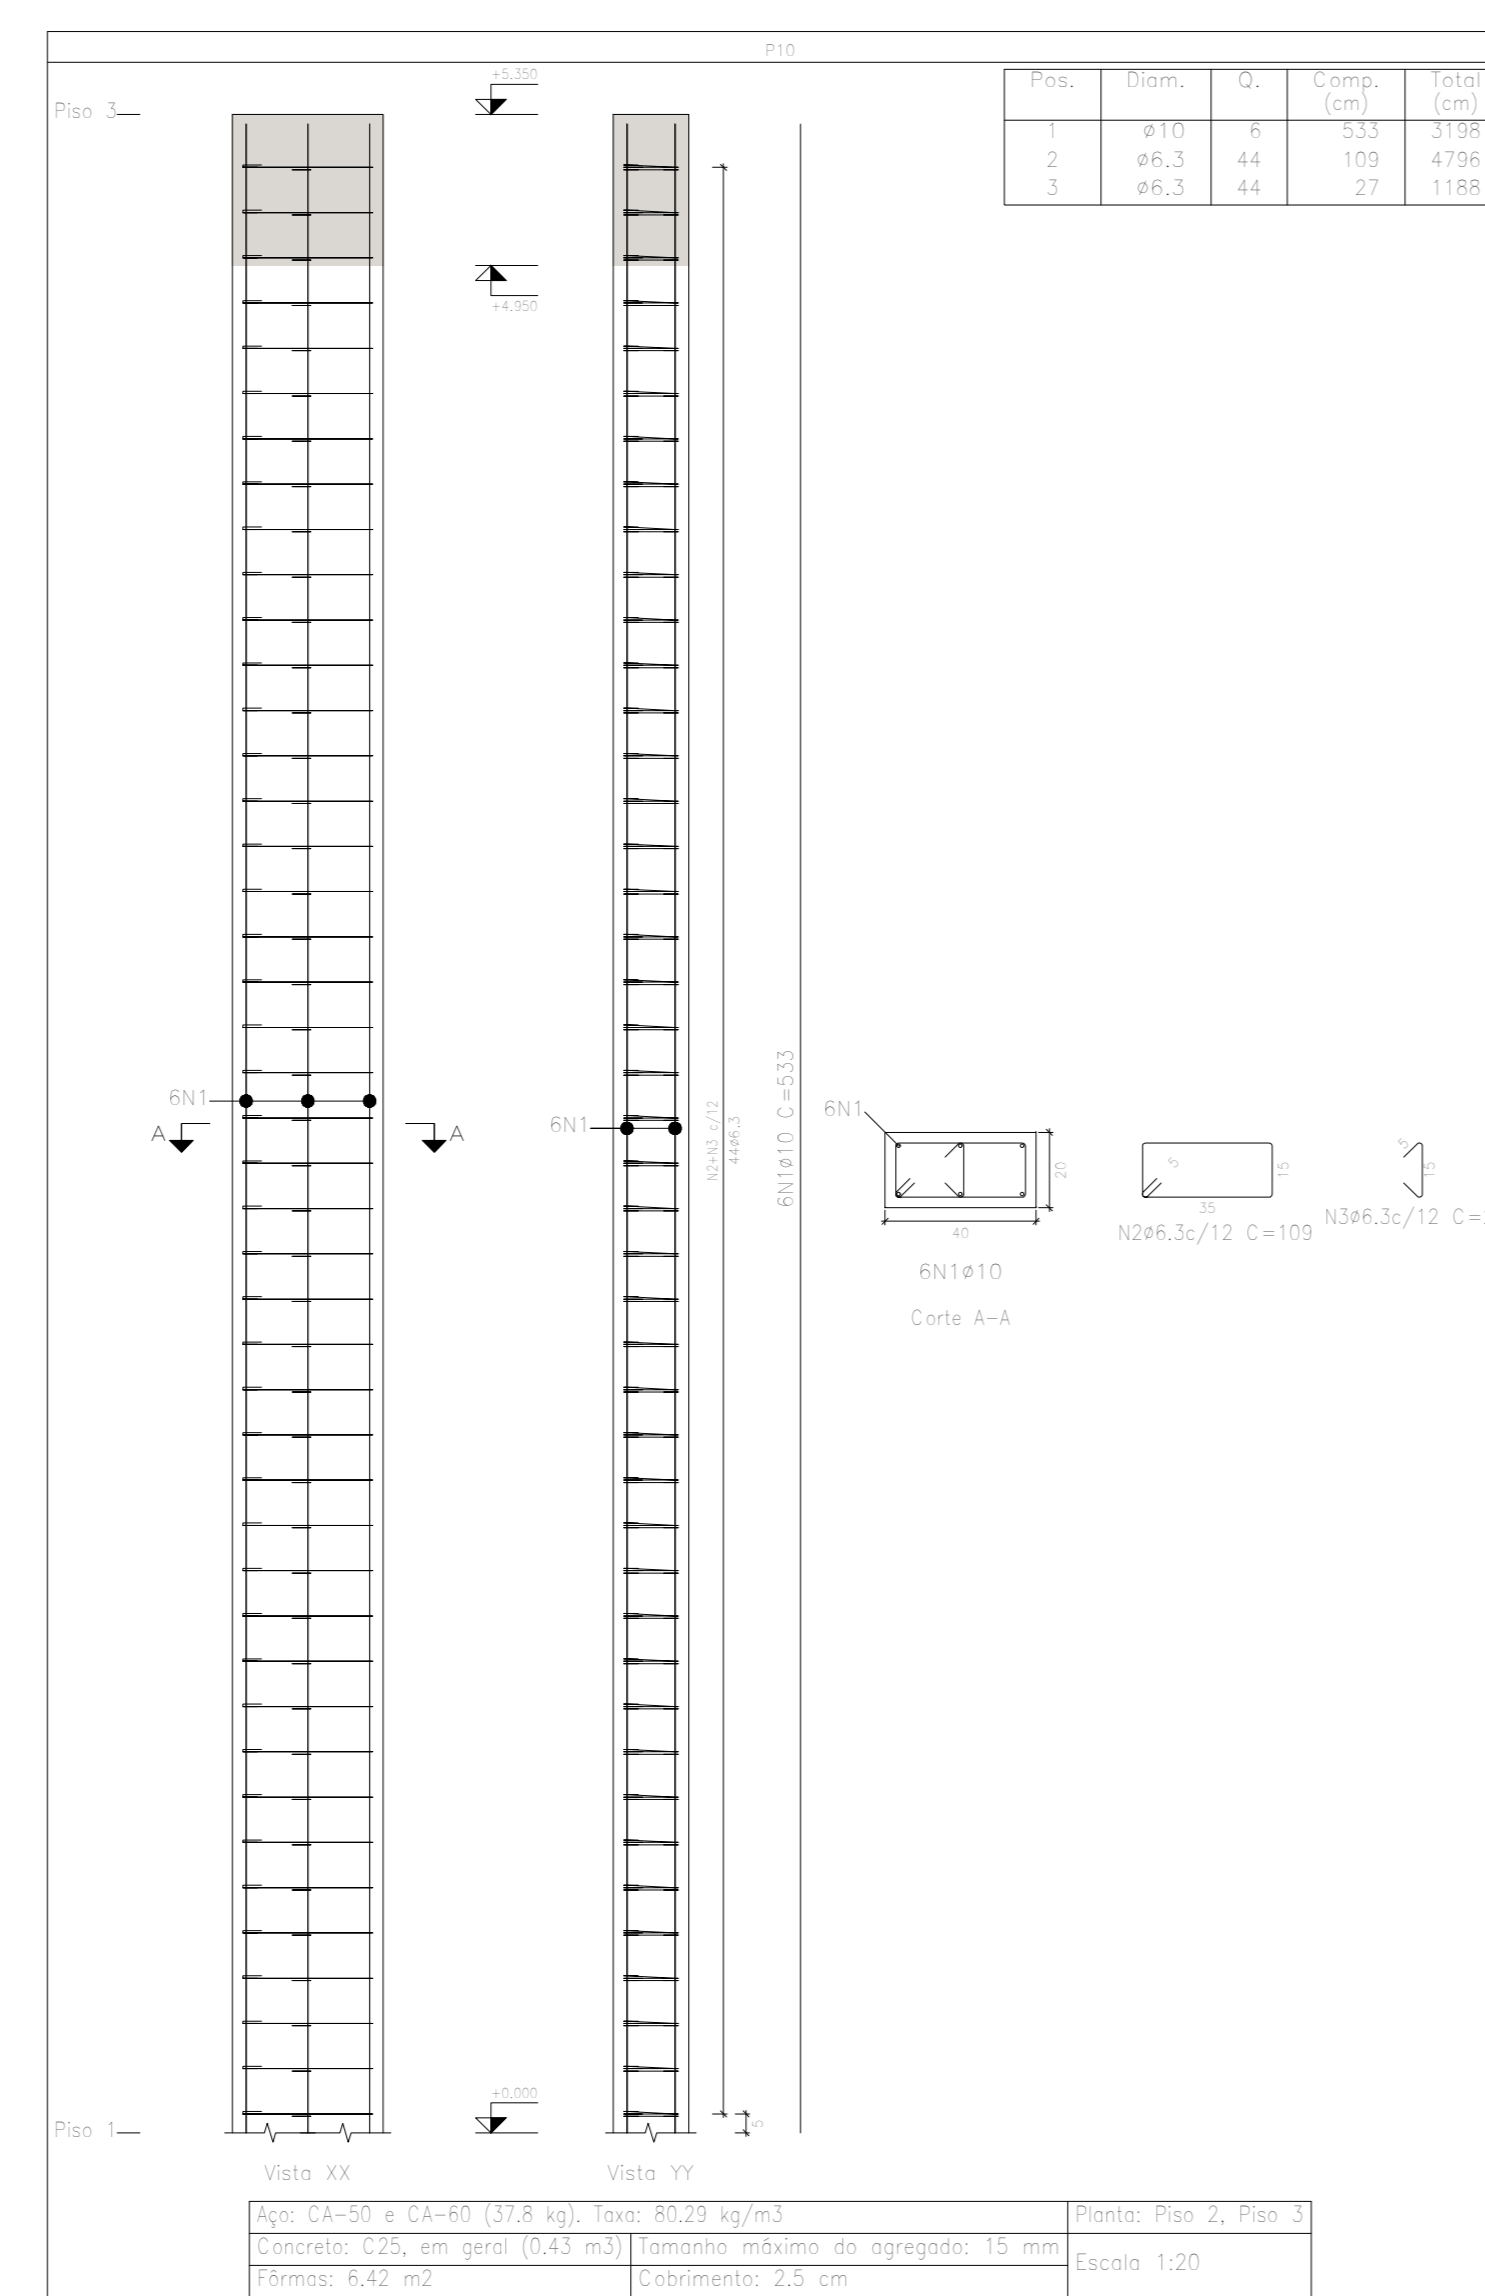 P10
+5.350
Piso 3
Pos. Diam. Q. Comp. (cm) Total (cm)
1 ø10 6 533 3198
2 ø6.3 44 109 4796
3 ø6.3 44 27 1188
+4.950
6N1
A A
6N1
N2+N3 c/12
44ø6.3
6N1ø10 C=533
6N1
20
40
6N1ø10
Corte A-A
5
15
35
N2ø6.3c/12 C=109
5
15
N3ø6.3c/12 C=
+0.000
5
Piso 1
Vista XX
Vista YY
Aço: CA-50 e CA-60 (37.8 kg). Taxa: 80.29 kg/m3
Planta: Piso 2, Piso 3
Concreto: C25, em geral (0.43 m3)
Tamanho máximo do agregado: 15 mm
Escala 1:20
Fôrmas: 6.42 m2
Cobrimento: 2.5 cm